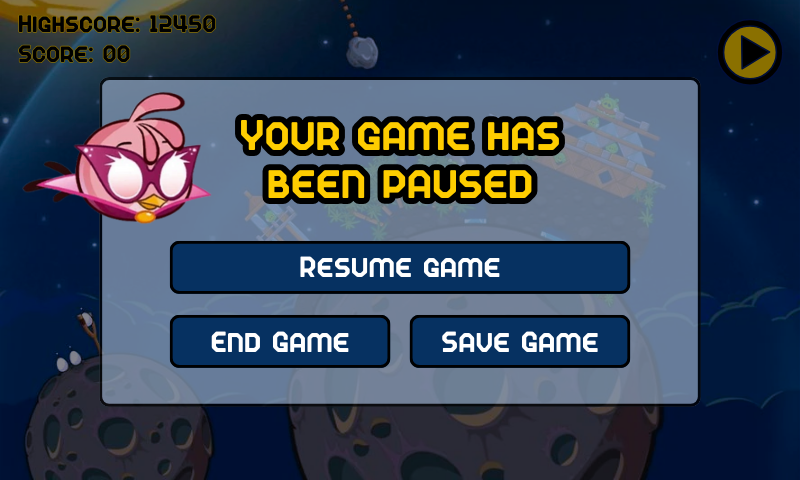 Highscore: 12450
Score: 00
Your game has
been paused
Resume game
End Game
Save Game